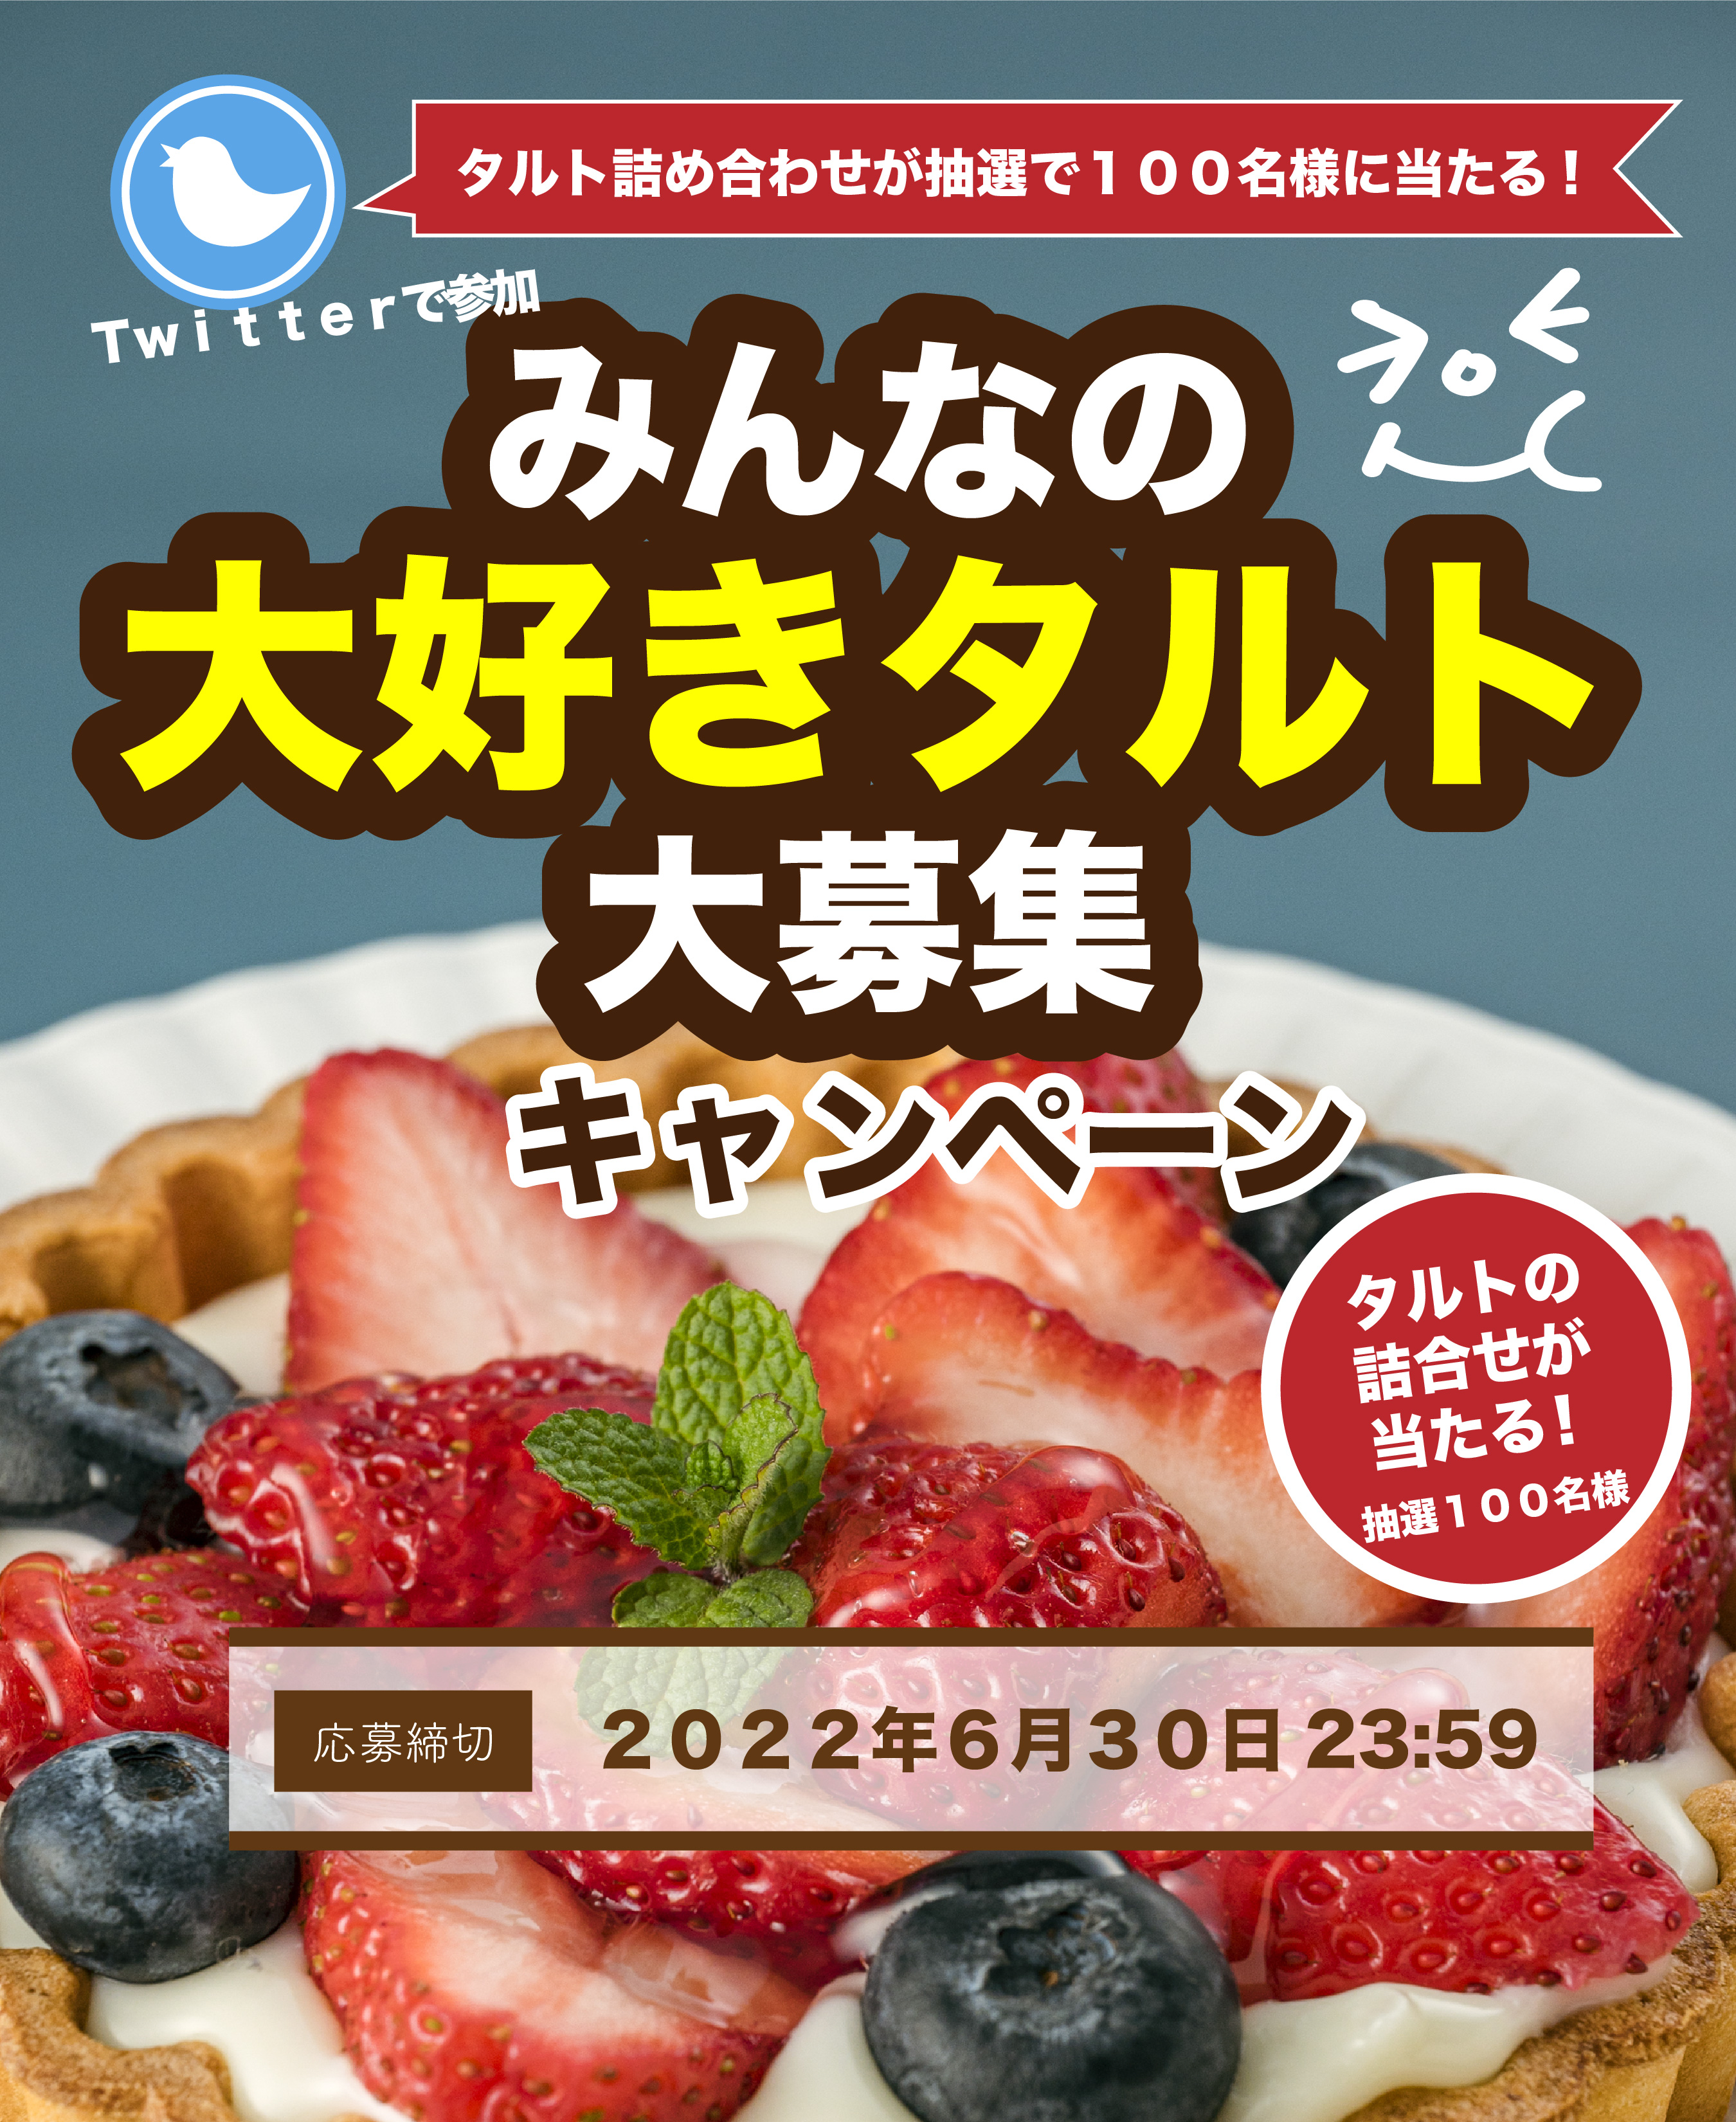 タルト詰め合わせが抽選で１００名様に当たる！
Ｔｗｉｔｔｅｒで参加
みんなの
大好きタルト
大募集
キャンペーン
タルトの
詰合せが
当たる！
抽選１００名様
応募締切
２０２２年６月３０日 23:59